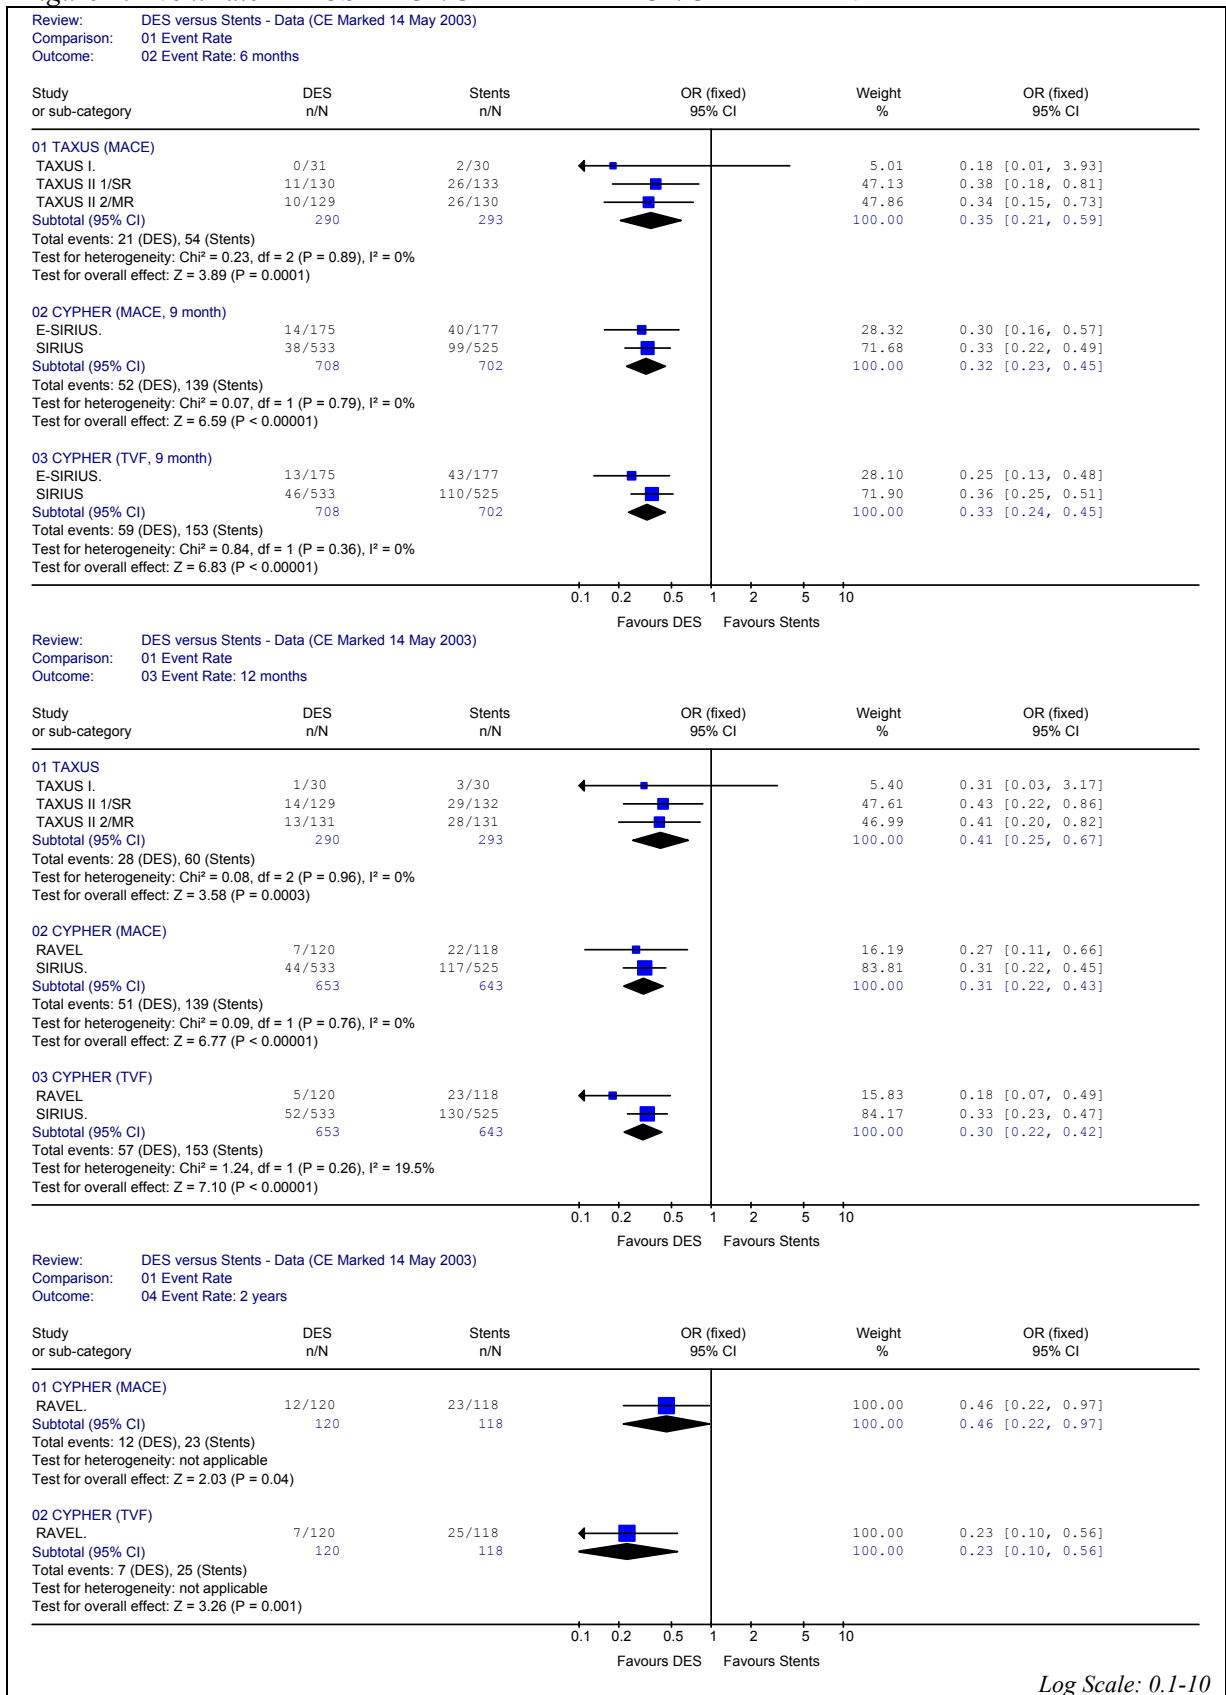 Review: DES versus Stents - Data (CE Marked 14 May 2003)
Comparison: 01 Event Rate
Outcome: 02 Event Rate: 6 months
Study DES Stents OR (fixed) Weight OR (fixed)
or sub-category n/N n/N 95% CI % 95% CI
01 TAXUS (MACE)
TAXUS I. 0/31 2/30 5.01 0.18 [0.01, 3.93]
TAXUS II 1/SR 11/130 26/133 47.13 0.38 [0.18, 0.81]
TAXUS II 2/MR 10/129 26/130 47.86 0.34 [0.15, 0.73]
Subtotal (95% CI) 290 293 100.00 0.35 [0.21, 0.59]
Total events: 21 (DES), 54 (Stents)
Test for heterogeneity: Chi² = 0.23, df = 2 (P = 0.89), I² = 0%
Test for overall effect: Z = 3.89 (P = 0.0001)
02 CYPHER (MACE, 9 month)
E-SIRIUS. 14/175 40/177 28.32 0.30 [0.16, 0.57]
SIRIUS 38/533 99/525 71.68 0.33 [0.22, 0.49]
Subtotal (95% CI) 708 702 100.00 0.32 [0.23, 0.45]
Total events: 52 (DES), 139 (Stents)
Test for heterogeneity: Chi² = 0.07, df = 1 (P = 0.79), I² = 0%
Test for overall effect: Z = 6.59 (P < 0.00001)
03 CYPHER (TVF, 9 month)
E-SIRIUS. 13/175 43/177 28.10 0.25 [0.13, 0.48]
SIRIUS 46/533 110/525 71.90 0.36 [0.25, 0.51]
Subtotal (95% CI) 708 702 100.00 0.33 [0.24, 0.45]
Total events: 59 (DES), 153 (Stents)
Test for heterogeneity: Chi² = 0.84, df = 1 (P = 0.36), I² = 0%
Test for overall effect: Z = 6.83 (P < 0.00001)
0.1 0.2 0.5 1 2 5 10
Favours DES Favours Stents
Review: DES versus Stents - Data (CE Marked 14 May 2003)
Comparison: 01 Event Rate
Outcome: 03 Event Rate: 12 months
Study DES Stents OR (fixed) Weight OR (fixed)
or sub-category n/N n/N 95% CI % 95% CI
01 TAXUS
TAXUS I. 1/30 3/30 5.40 0.31 [0.03, 3.17]
TAXUS II 1/SR 14/129 29/132 47.61 0.43 [0.22, 0.86]
TAXUS II 2/MR 13/131 28/131 46.99 0.41 [0.20, 0.82]
Subtotal (95% CI) 290 293 100.00 0.41 [0.25, 0.67]
Total events: 28 (DES), 60 (Stents)
Test for heterogeneity: Chi² = 0.08, df = 2 (P = 0.96), I² = 0%
Test for overall effect: Z = 3.58 (P = 0.0003)
02 CYPHER (MACE)
RAVEL 7/120 22/118 16.19 0.27 [0.11, 0.66]
SIRIUS. 44/533 117/525 83.81 0.31 [0.22, 0.45]
Subtotal (95% CI) 653 643 100.00 0.31 [0.22, 0.43]
Total events: 51 (DES), 139 (Stents)
Test for heterogeneity: Chi² = 0.09, df = 1 (P = 0.76), I² = 0%
Test for overall effect: Z = 6.77 (P < 0.00001)
03 CYPHER (TVF)
RAVEL 5/120 23/118 15.83 0.18 [0.07, 0.49]
SIRIUS. 52/533 130/525 84.17 0.33 [0.23, 0.47]
Subtotal (95% CI) 653 643 100.00 0.30 [0.22, 0.42]
Total events: 57 (DES), 153 (Stents)
Test for heterogeneity: Chi² = 1.24, df = 1 (P = 0.26), I² = 19.5%
Test for overall effect: Z = 7.10 (P < 0.00001)
0.1 0.2 0.5 1 2 5 10
Favours DES Favours Stents
Review: DES versus Stents - Data (CE Marked 14 May 2003)
Comparison: 01 Event Rate
Outcome: 04 Event Rate: 2 years
Study DES Stents OR (fixed) Weight OR (fixed)
or sub-category n/N n/N 95% CI % 95% CI
01 CYPHER (MACE)
RAVEL. 12/120 23/118 100.00 0.46 [0.22, 0.97]
Subtotal (95% CI) 120 118 100.00 0.46 [0.22, 0.97]
Total events: 12 (DES), 23 (Stents)
Test for heterogeneity: not applicable
Test for overall effect: Z = 2.03 (P = 0.04)
02 CYPHER (TVF)
RAVEL. 7/120 25/118 100.00 0.23 [0.10, 0.56]
Subtotal (95% CI) 120 118 100.00 0.23 [0.10, 0.56]
Total events: 7 (DES), 25 (Stents)
Test for heterogeneity: not applicable
Test for overall effect: Z = 3.26 (P = 0.001)
0.1 0.2 0.5 1 2 5 10
Favours DES Favours Stents
Log Scale: 0.1-10